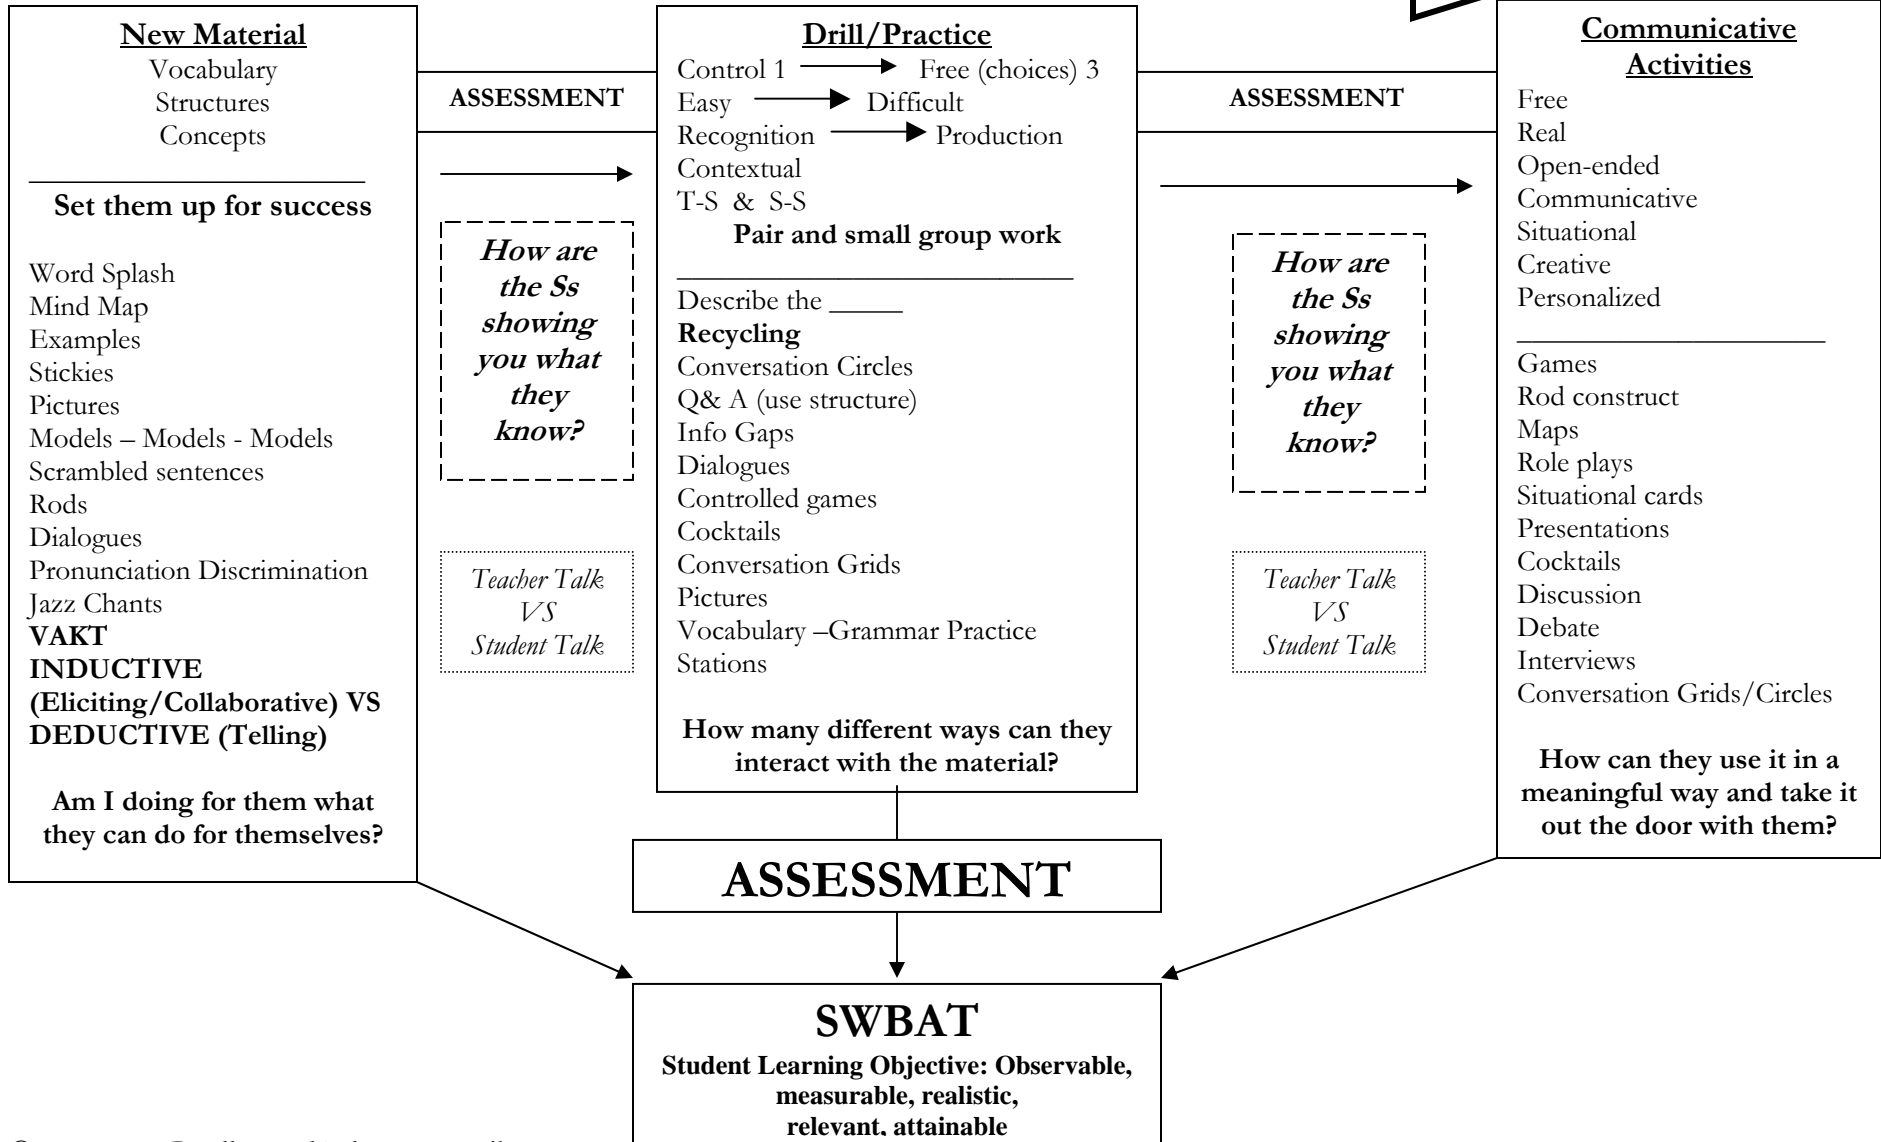 New Material
Vocabulary
Structures
Concepts
Set them up for success
Word Splash
Mind Map
Examples
Stickies
Pictures
Models – Models - Models
Scrambled sentences
Rods
Dialogues
Pronunciation Discrimination
Jazz Chants
VAKT
INDUCTIVE
(Eliciting/Collaborative) VS
DEDUCTIVE (Telling)
Am I doing for them what
they can do for themselves?
ASSESSMENT
How are
the Ss
showing
you what
they
know?
Teacher Talk
VS
Student Talk
Drill/Practice
Control 1 Free (choices) 3
Easy Difficult
Recognition Production
Contextual
T-S & S-S
Pair and small group work
Describe the _____
Recycling
Conversation Circles
Q& A (use structure)
Info Gaps
Dialogues
Controlled games
Cocktails
Conversation Grids
Pictures
Vocabulary –Grammar Practice
Stations
How many different ways can they
interact with the material?
ASSESSMENT
How are
the Ss
showing
you what
they
know?
Teacher Talk
VS
Student Talk
Communicative
Activities
Free
Real
Open-ended
Communicative
Situational
Creative
Personalized
Games
Rod construct
Maps
Role plays
Situational cards
Presentations
Cocktails
Discussion
Debate
Interviews
Conversation Grids/Circles
How can they use it in a
meaningful way and take it
out the door with them?
ASSESSMENT
SWBAT
Student Learning Objective: Observable,
measurable, realistic,
relevant, attainable